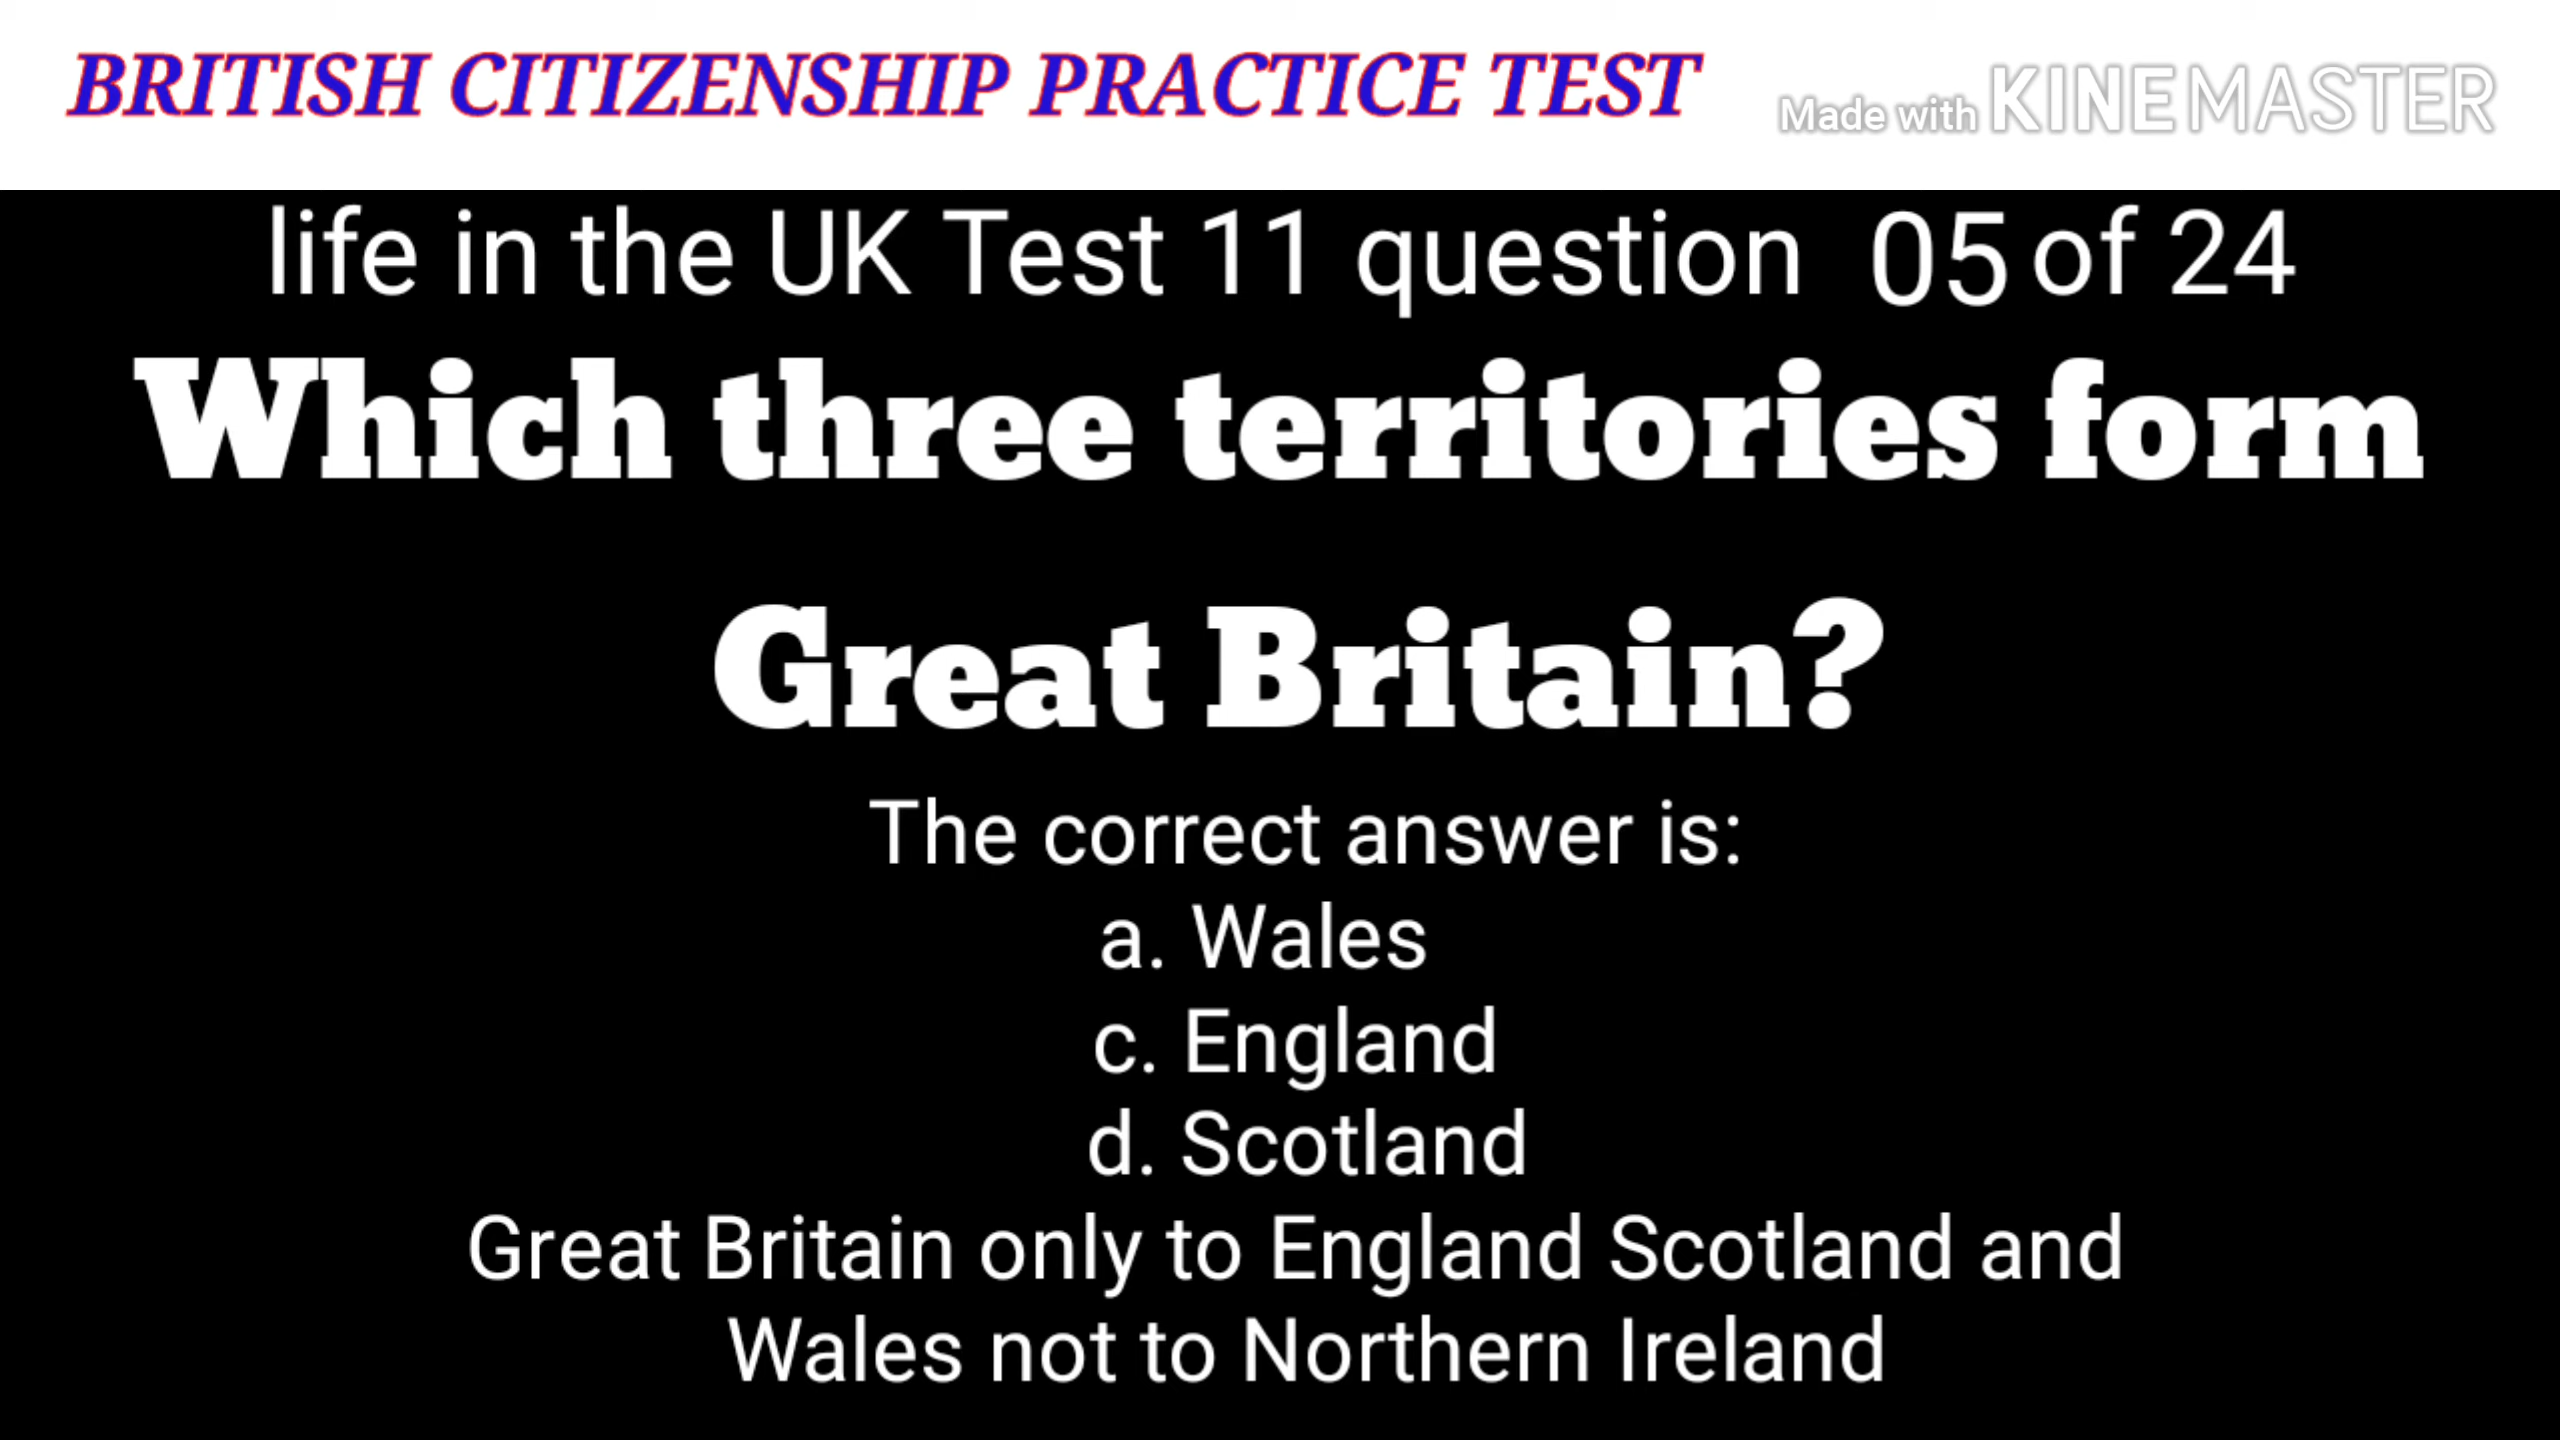 BRITISH CITIZENSHIP PRACTICE TEST
Made with KINEMASTER
life in the UK Test 11 question 05 of 24
Which three territories form
Great Britain?
The correct answer is:
a. Wales
c. England
d. Scotland
Great Britain only to England Scotland and
Wales not to Northern Ireland